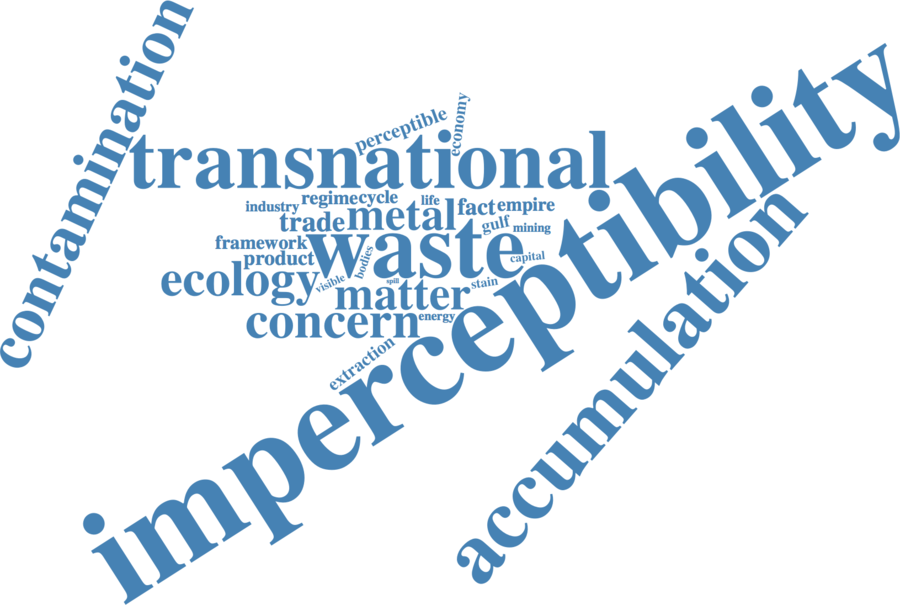 contamination
economy
perceptible
transnational
regime
cycle
life
industry
fact
empire
trade
metal
gulf
mining
framework
waste
product
bodies
capital
ecology
visible
spill
stain
matter
concern
energy
extraction
imperceptibility
accumulation